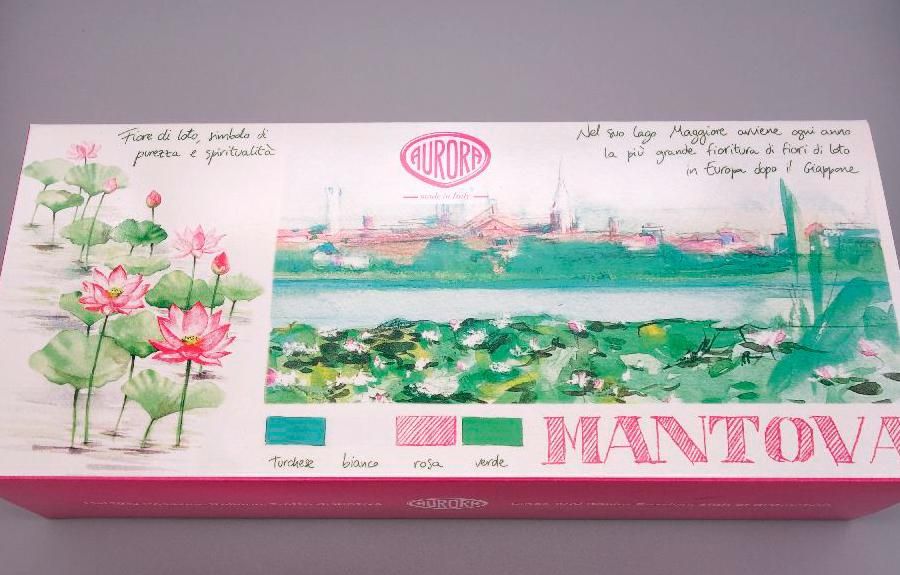 Fiore di loto, simbolo di
purezza e spiritualità
AURORA
made in Italy
Nel suo lago Maggiore avviene ogni anno
la più grande fioritura di fiori di loto
in Europa dopo il Giappone
turchese bianco rosa verde
MANTOVA
AURORA